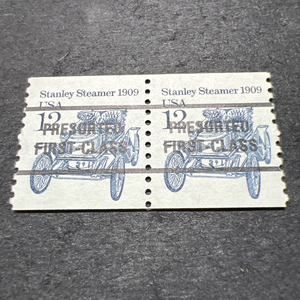 Stanley Steamer 1909
USA
12
PRESORTED
FIRST-CLASS
Stanley Steamer 1909
USA
12
PRESORTED
FIRST-CLASS